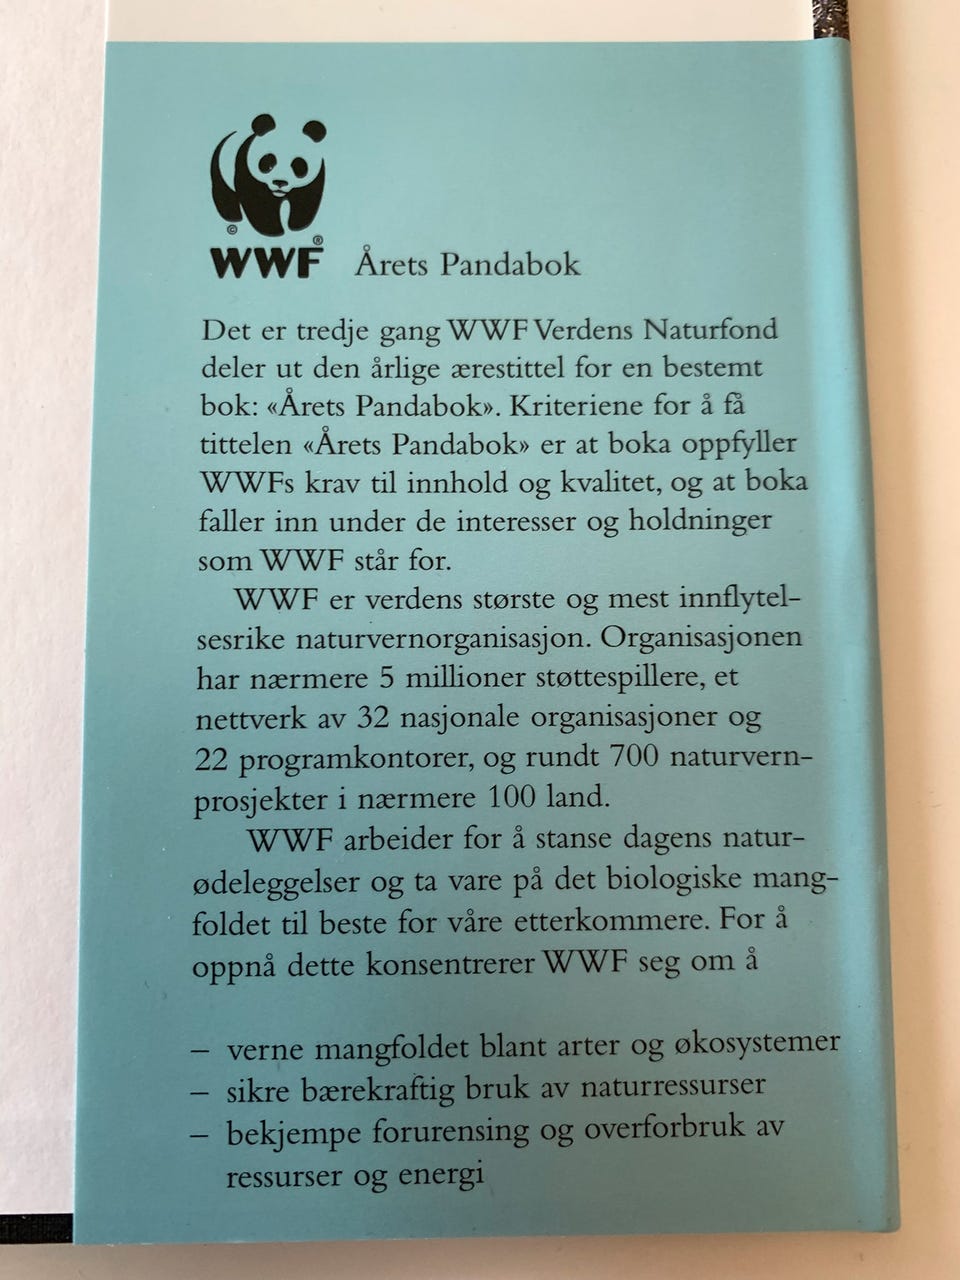 ©
®
WWF Årets Pandabok
Det er tredje gang WWF Verdens Naturfond
deler ut den årlige ærestittel for en bestemt
bok: «Årets Pandabok». Kriteriene for å få
tittelen «Årets Pandabok» er at boka oppfyller
WWFs krav til innhold og kvalitet, og at boka
faller inn under de interesser og holdninger
som WWF står for.
WWF er verdens største og mest innflytel-
sesrike naturvernorganisasjon. Organisasjonen
har nærmere 5 millioner støttespillere, et
nettverk av 32 nasjonale organisasjoner og
22 programkontorer, og rundt 700 naturvern-
prosjekter i nærmere 100 land.
WWF arbeider for å stanse dagens natur-
ødeleggelser og ta vare på det biologiske mang-
foldet til beste for våre etterkommere. For å
oppnå dette konsentrerer WWF seg om å
– verne mangfoldet blant arter og økosystemer
– sikre bærekraftig bruk av naturressurser
– bekjempe forurensing og overforbruk av
ressurser og energi